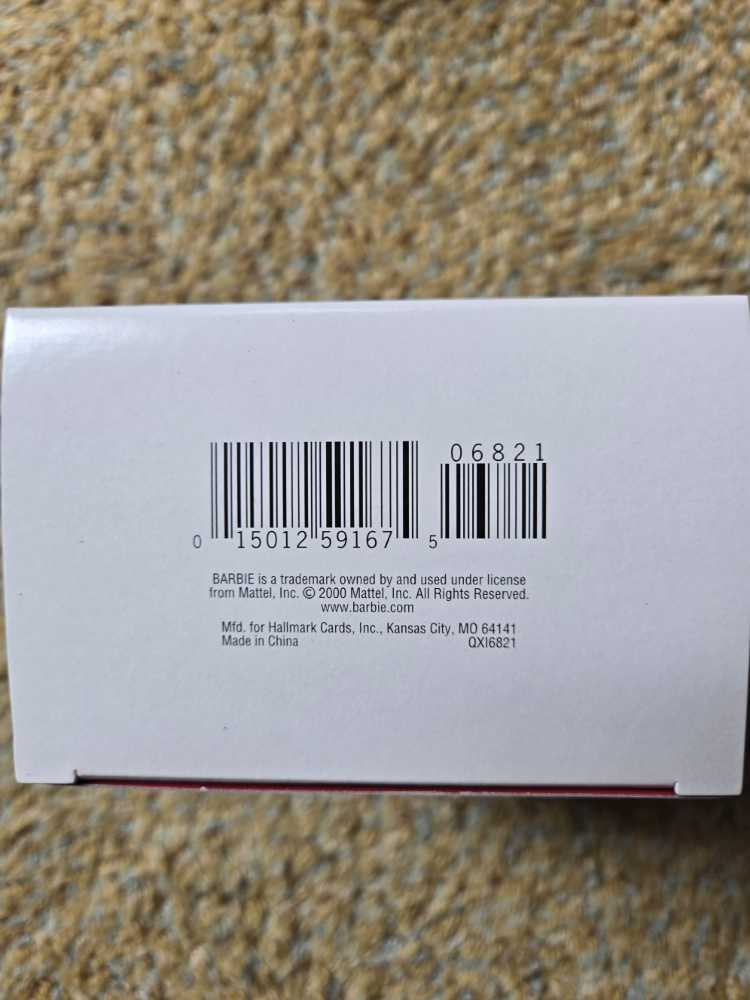 06821
0 15012 59167 5
BARBIE is a trademark owned by and used under license
from Mattel, Inc. © 2000 Mattel, Inc. All Rights Reserved.
www.barbie.com
Mfd. for Hallmark Cards, Inc., Kansas City, MO 64141
Made in China QXI6821